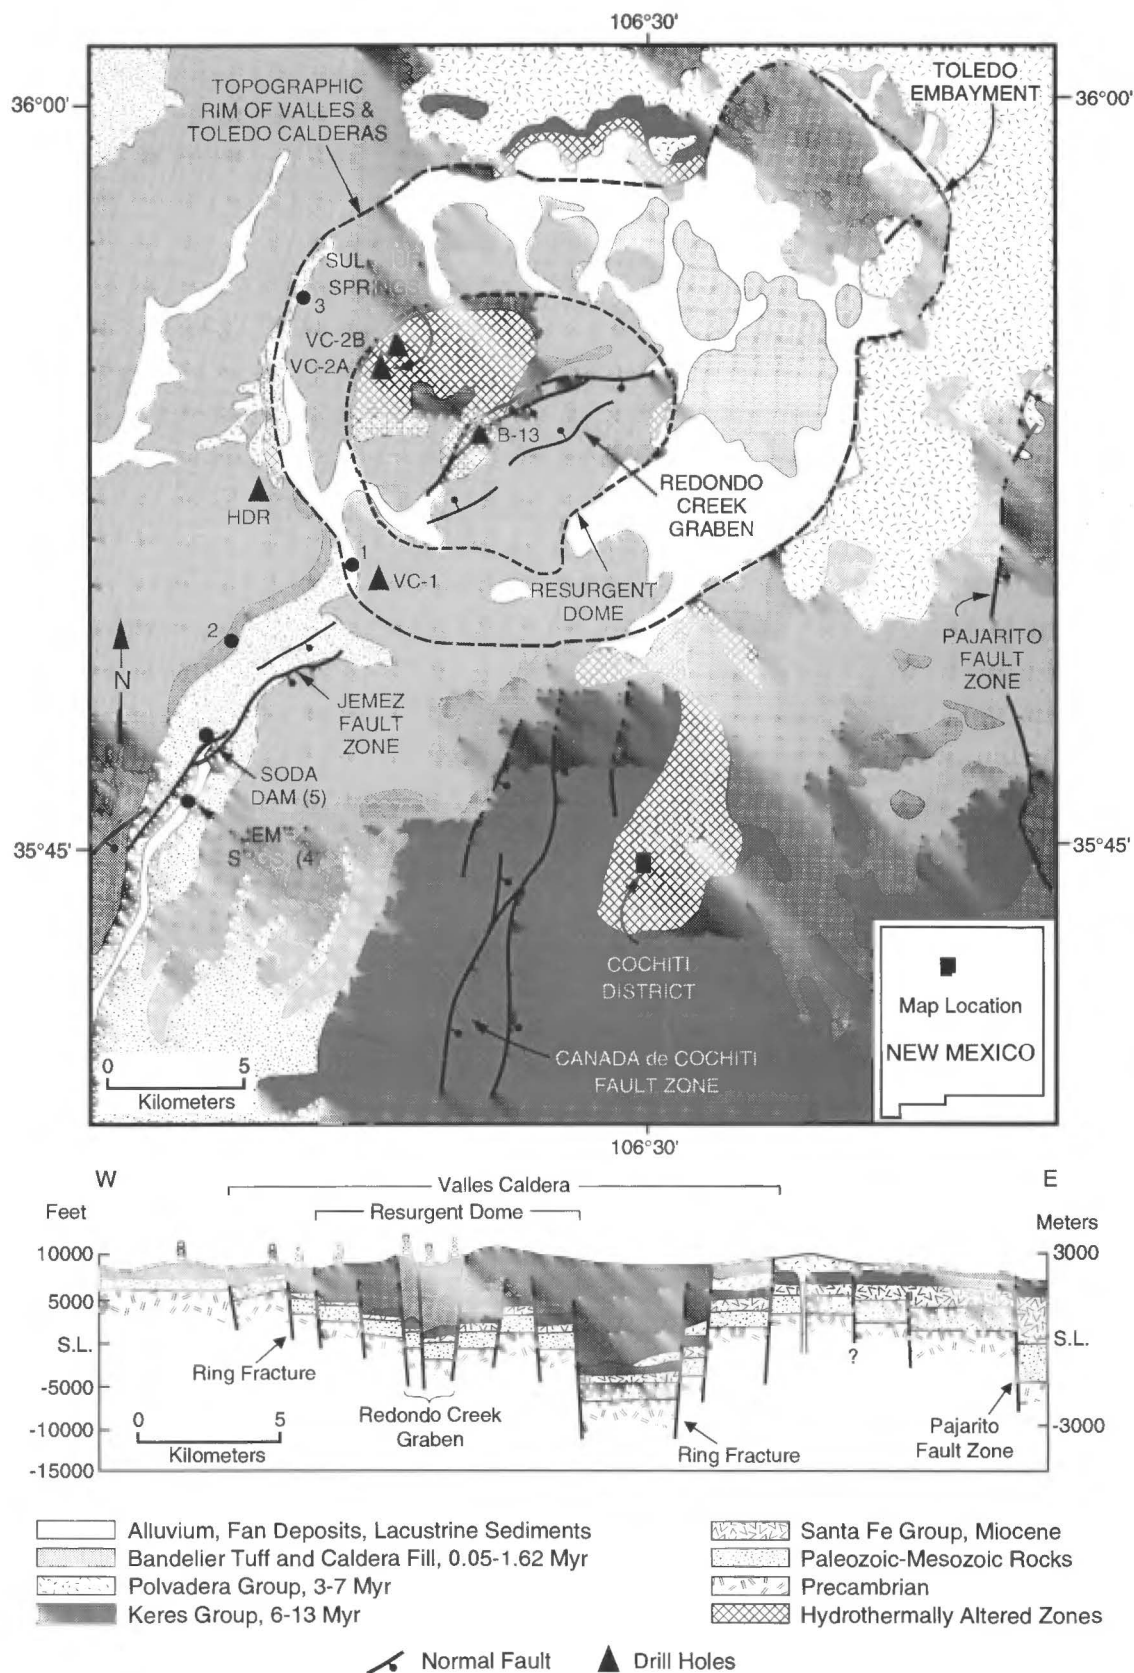 106°30'
36°00'
TOPOGRAPHIC
RIM OF VALLES &
TOLEDO CALDERAS
TOLEDO
EMBAYMENT
36°00'
SUL
SPRINGS
3
VC-2B
VC-2A
B-13
HDR
REDONDO
CREEK
GRABEN
1
VC-1
RESURGENT
DOME
2
N
PAJARITO
FAULT
ZONE
JEMEZ
FAULT
ZONE
SODA
DAM (5)
35°45'
35°45'
COCHITI
DISTRICT
Map Location
NEW MEXICO
0 5
Kilometers
CANADA de COCHITI
FAULT ZONE
106°30'
W
Valles Caldera
E
Feet
Resurgent Dome
Meters
10000
3000
5000
S.L.
S.L.
Ring Fracture
?
-5000
0 5
Redondo Creek
Graben
Pajarito
Fault Zone
-10000
-3000
Kilometers
Ring Fracture
-15000
Alluvium, Fan Deposits, Lacustrine Sediments
Bandelier Tuff and Caldera Fill, 0.05-1.62 Myr
Polvadera Group, 3-7 Myr
Keres Group, 6-13 Myr
Santa Fe Group, Miocene
Paleozoic-Mesozoic Rocks
Precambrian
Hydrothermally Altered Zones
Normal Fault
Drill Holes